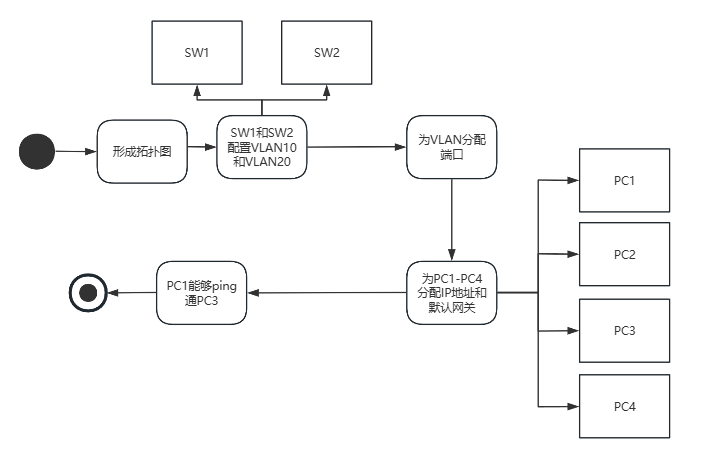 SW1
SW2
形成拓扑图
SW1和SW2
配置VLAN10
和VLAN20
为VLAN分配
端口
PC1
PC2
PC3
PC4
为PC1-PC4
分配IP地址和
默认网关
PC1能够ping
通PC3